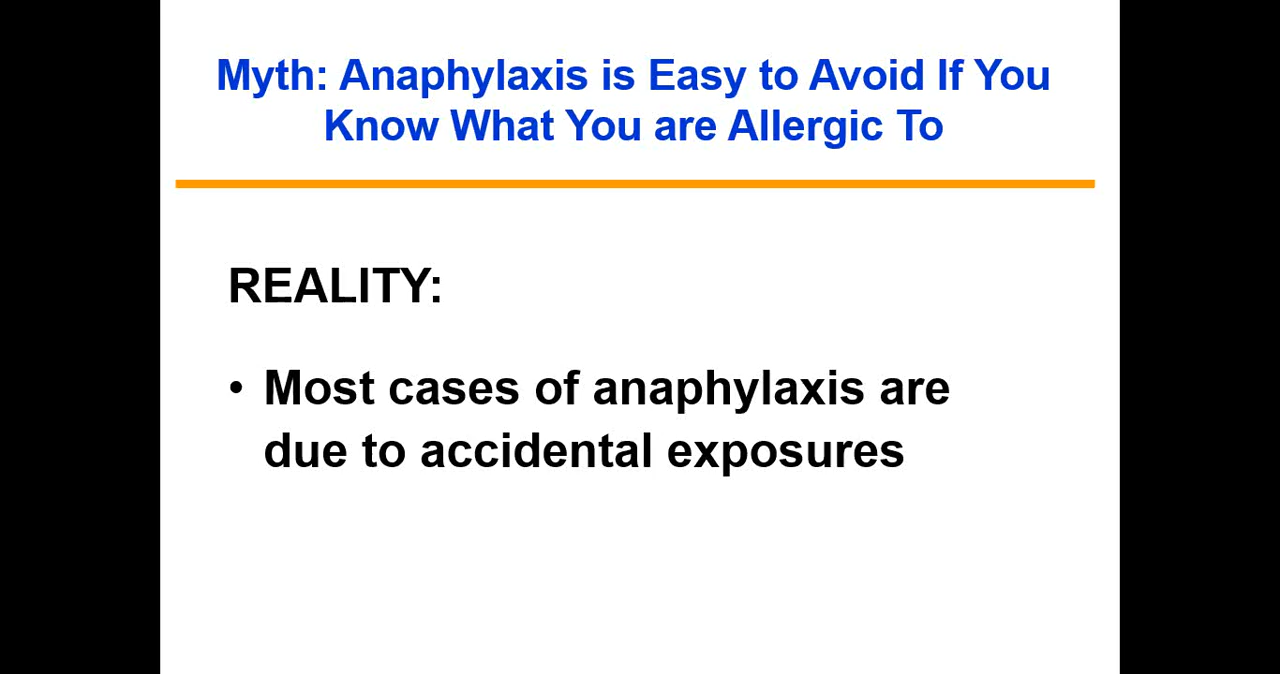 Myth: Anaphylaxis is Easy to Avoid If You
Know What You are Allergic To
REALITY:
• Most cases of anaphylaxis are
due to accidental exposures